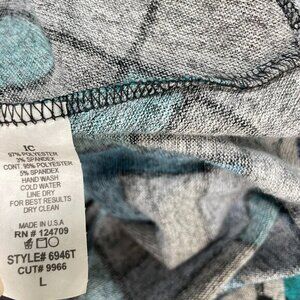 IC
97% POLYESTER
3% SPANDEX
CONT. 95% POLYESTER
5% SPANDEX
HAND WASH
COLD WATER
LINE DRY
FOR BEST RESULTS
DRY CLEAN
MADE IN U.S.A
RN # 124709
STYLE# 6946T
CUT# 9966
L